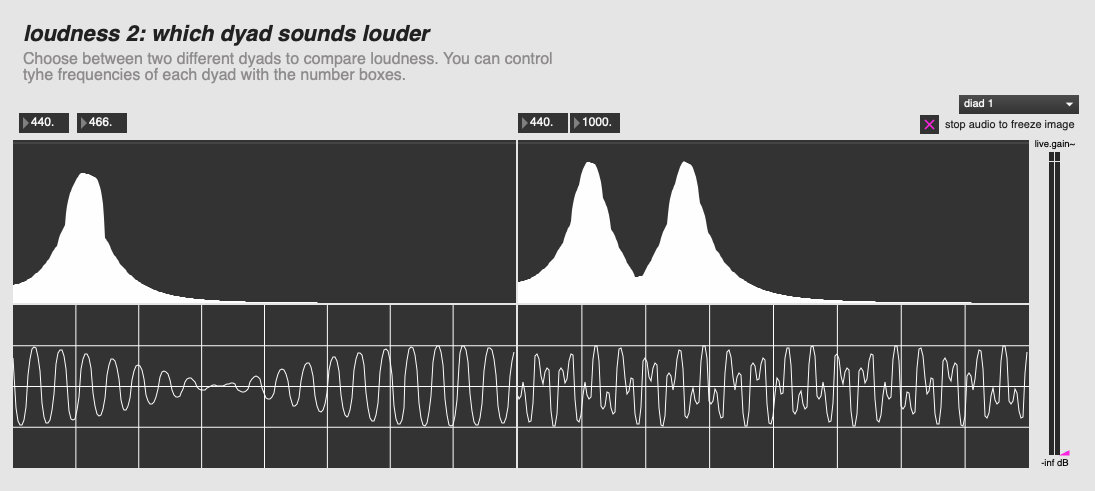 loudness 2: which dyad sounds louder
Choose between two different dyads to compare loudness. You can control
tyhe frequencies of each dyad with the number boxes.
diad 1
440. 466. 440. 1000.
stop audio to freeze image
live.gain~
-inf dB